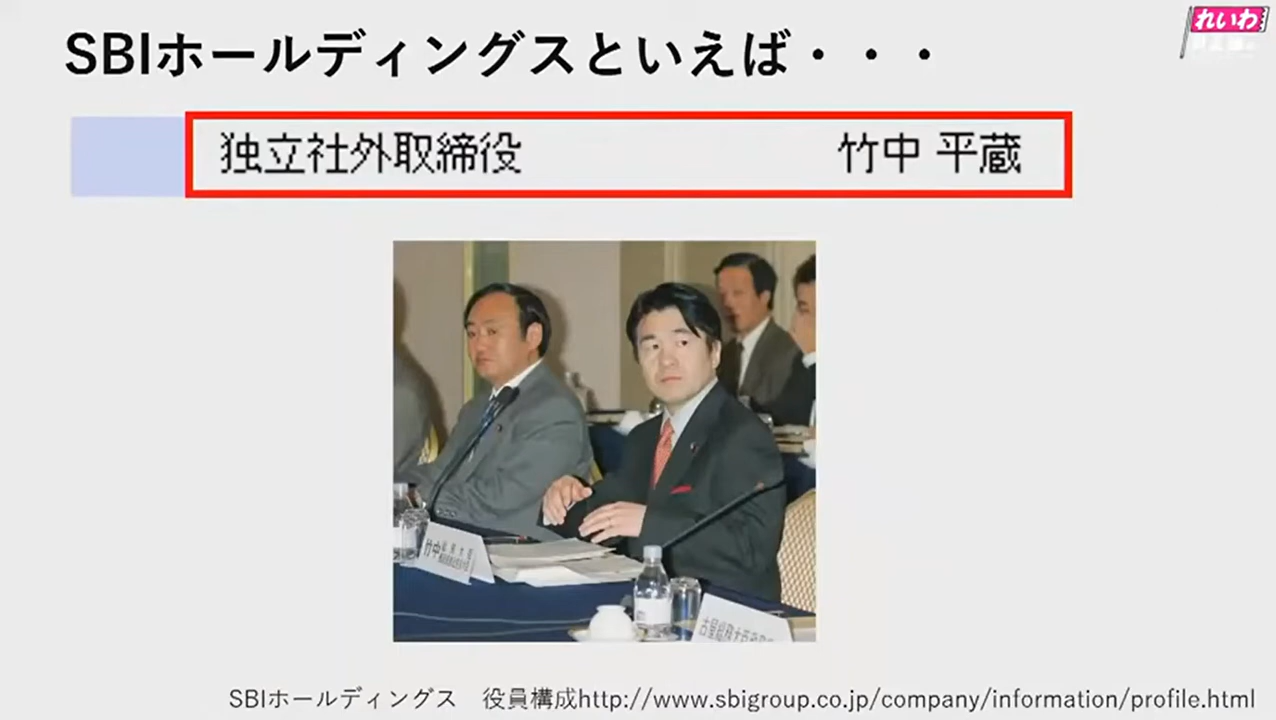 れいわ
SBIホールディングスといえば・・・
独立社外取締役 竹中 平蔵
竹中
SBIホールディングス 役員構成http://www.sbigroup.co.jp/company/information/profile.html